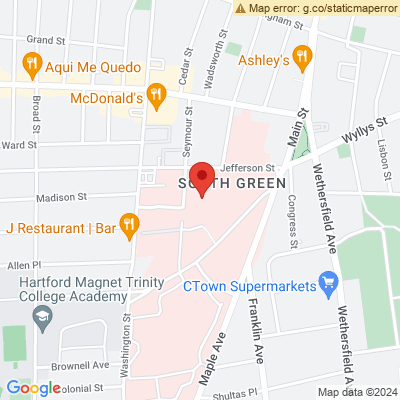 Map error: g.co/staticmaperror
Grand St
Cedar St
Wadsworth St
Ashley's
Aqui Me Quedo
McDonald's
Main St
Broad St
Seymour St
Wyllys St
Ward St
Lisbon St
Jefferson St
SOUTH GREEN
Madison St
Wethersfield Ave
Congress St
J Restaurant | Bar
Allen Pl
Hartford Magnet Trinity
College Academy
CTown Supermarkets
Washington St
Maple Ave
Franklin Ave
Wethersfield Ave
Brownell Ave
Google
Colonial St
Shultas Pl
Map data ©2024